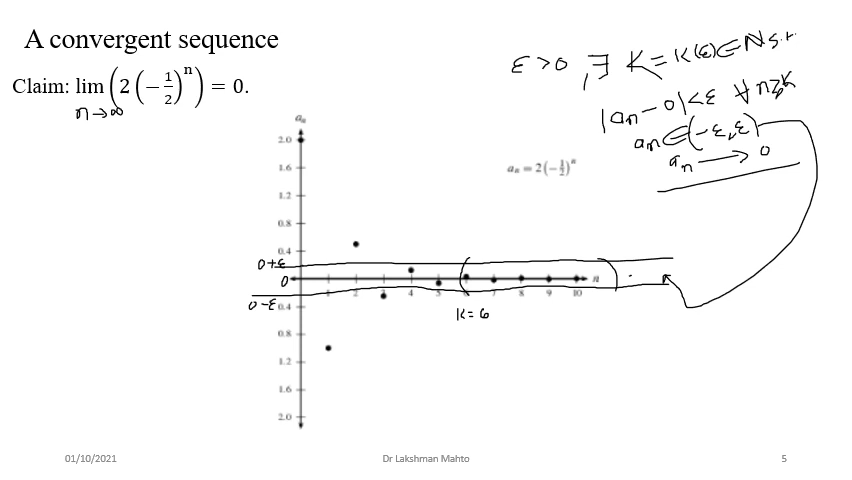 A convergent sequence
Claim: lim n→∞ (2(−1/2)^n) = 0.
ε > 0, ∃ K = K(ε) ∈ N s.t.
|an − 0| < ε ∀ n ≥ K
an ∈ (−ε, ε)
an → 0
an
an = 2(−1/2)^n
2.0
1.6
1.2
0.8
0.4
0+ε
0
n
0−ε
0.4
1 2 3 4 5 6 7 8 9 10
K = 6
0.8
1.2
1.6
2.0
01/10/2021
Dr Lakshman Mahto
5